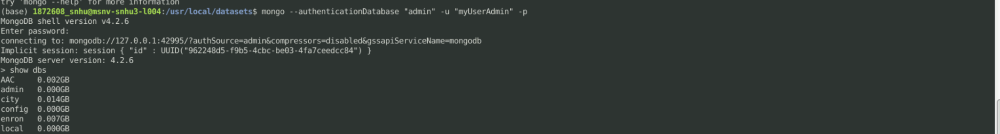 try 'mongo --help' for more information
(base) 1872608_snhu@msnv-snhu3-l004:/usr/local/datasets$ mongo --authenticationDatabase "admin" -u "myUserAdmin" -p
MongoDB shell version v4.2.6
Enter password:
connecting to: mongodb://127.0.0.1:42995/?authSource=admin&compressors=disabled&gssapiServiceName=mongodb
Implicit session: session { "id" : UUID("962248d5-f9b5-4cbc-be03-4fa7ceedcc84") }
MongoDB server version: 4.2.6
> show dbs
AAC     0.002GB
admin   0.000GB
city    0.014GB
config  0.000GB
enron   0.007GB
local   0.000GB